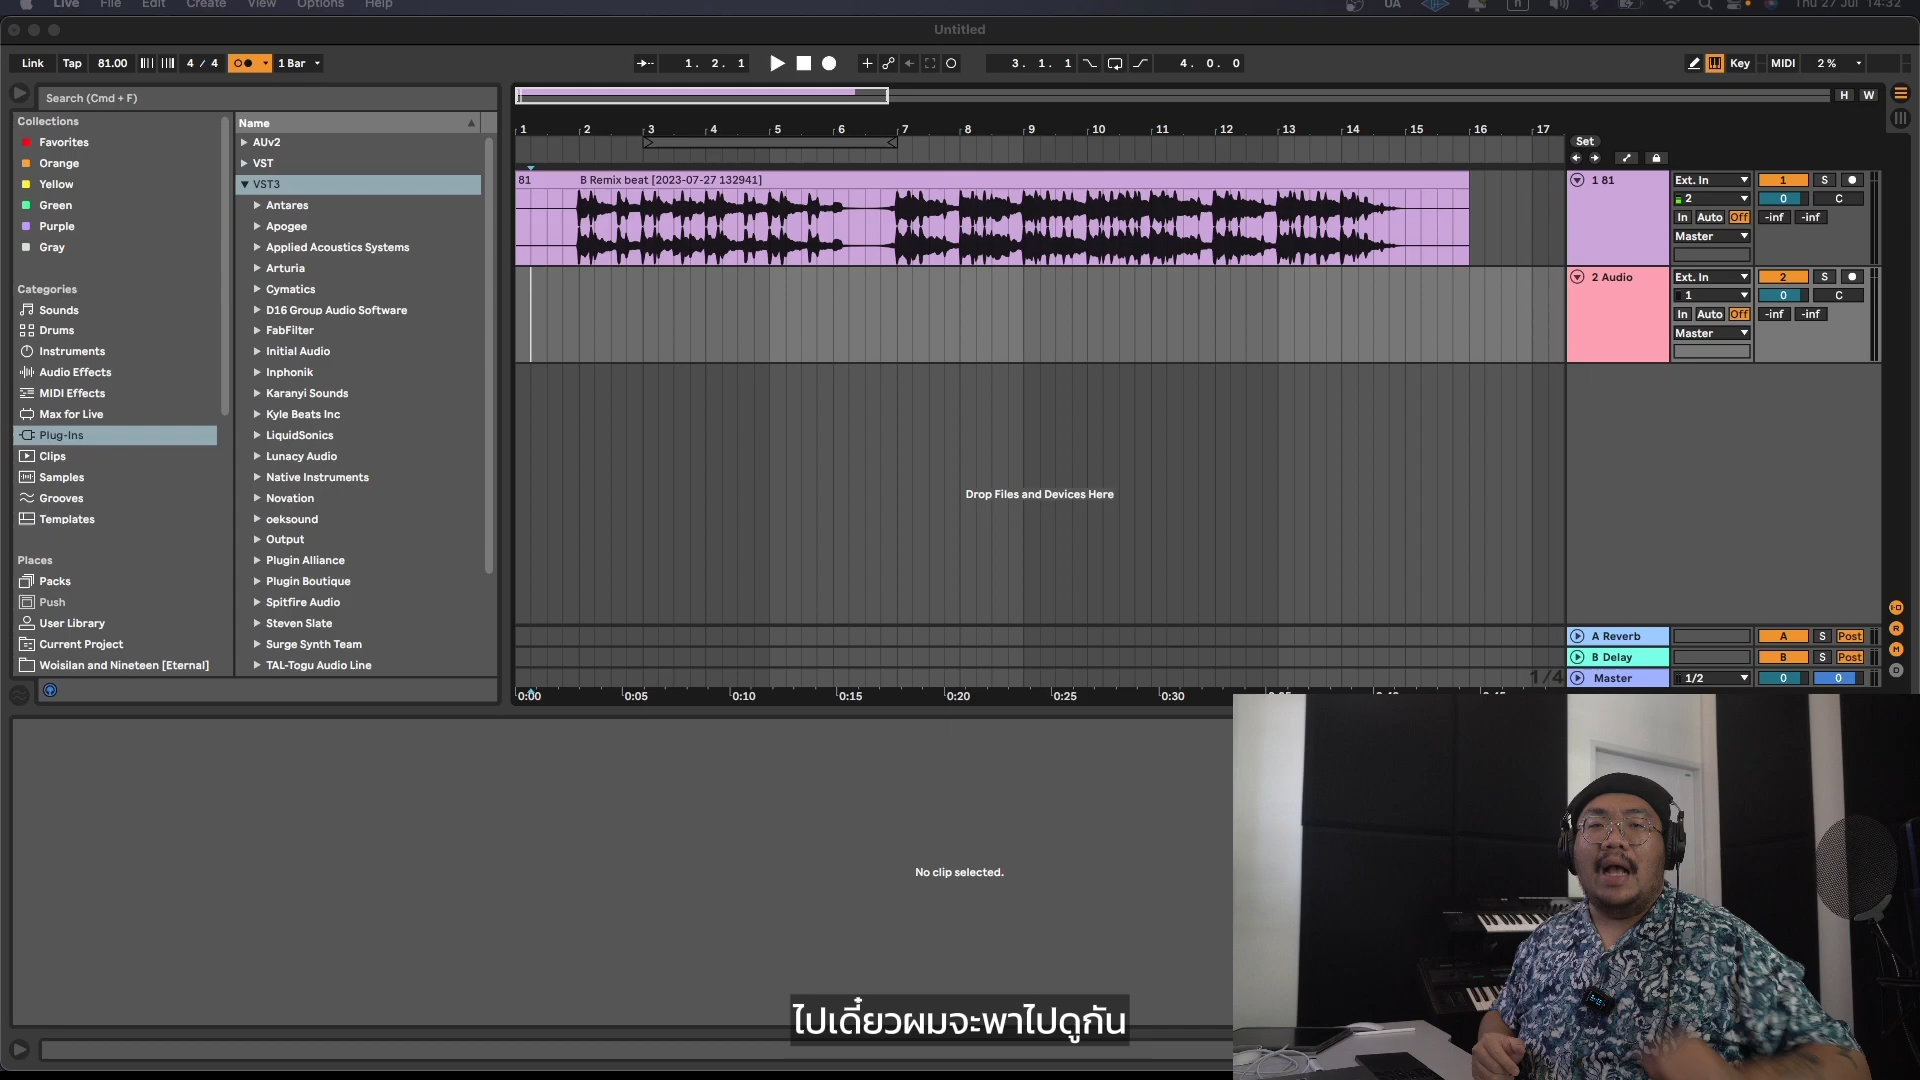 Live File Edit Create View Options Help
UA
Thu 27 Jul 14:32
Untitled
Link Tap 81.00 4 / 4 1 Bar
1. 2. 1
3. 1. 1
4. 0. 0
Key MIDI 2 %
Search (Cmd + F)
H W
Collections
Favorites
Orange
Yellow
Green
Purple
Gray
Categories
Sounds
Drums
Instruments
Audio Effects
MIDI Effects
Max for Live
Plug-Ins
Clips
Samples
Grooves
Templates
Places
Packs
Push
User Library
Current Project
Woisilan and Nineteen [Eternal]
Name
AUv2
VST
VST3
Antares
Apogee
Applied Acoustics Systems
Arturia
Cymatics
D16 Group Audio Software
FabFilter
Initial Audio
Inphonik
Karanyi Sounds
Kyle Beats Inc
LiquidSonics
Lunacy Audio
Native Instruments
Novation
oeksound
Output
Plugin Alliance
Plugin Boutique
Spitfire Audio
Steven Slate
Surge Synth Team
TAL-Togu Audio Line
1 2 3 4 5 6 7 8 9 10 11 12 13 14 15 16 17
Set
81 B Remix beat [2023-07-27 132941]
1 81 Ext. In 1 S
2 0 C
In Auto Off -inf -inf
Master
2 Audio Ext. In 2 S
1 0 C
In Auto Off -inf -inf
Master
Drop Files and Devices Here
A Reverb A S Post
B Delay B S Post
1/4 Master 1/2 0 0
0:00 0:05 0:10 0:15 0:20 0:25 0:30
No clip selected.
ไปเดี๋ยวผมจะพาไปดูกัน